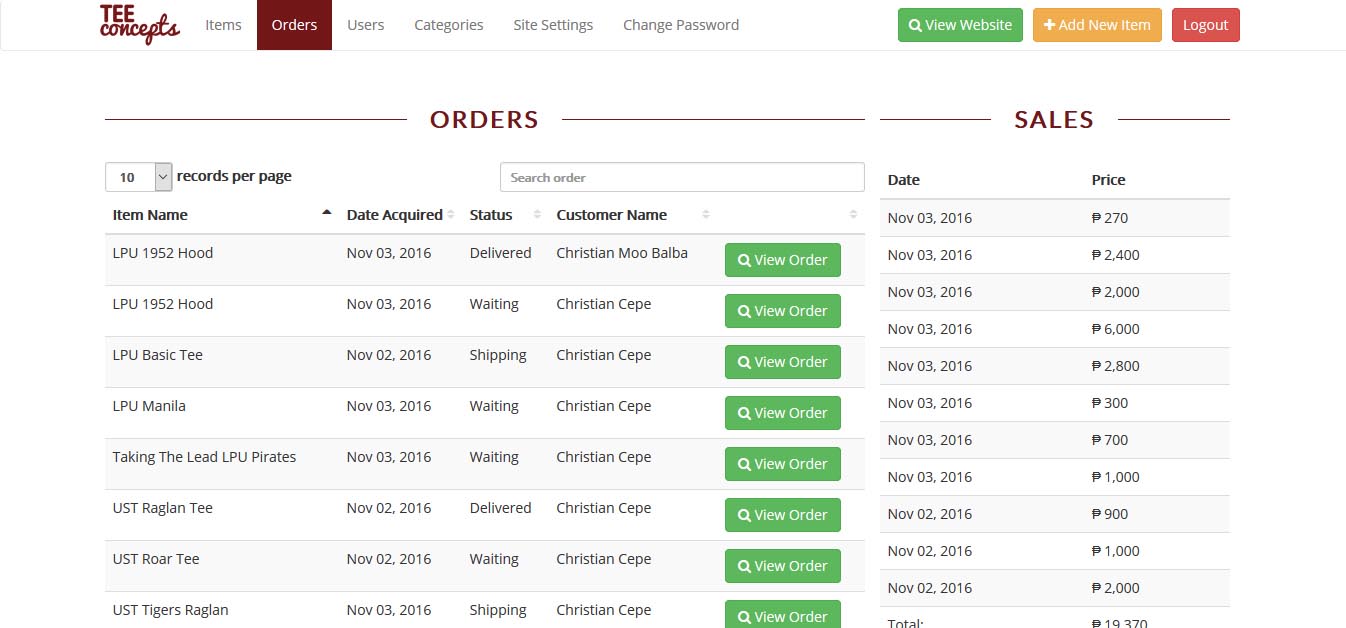 TEE
concepts
Items Orders Users Categories Site Settings Change Password View Website Add New Item Logout
ORDERS
10 records per page Search order
Item Name Date Acquired Status Customer Name
LPU 1952 Hood Nov 03, 2016 Delivered Christian Moo Balba View Order
LPU 1952 Hood Nov 03, 2016 Waiting Christian Cepe View Order
LPU Basic Tee Nov 02, 2016 Shipping Christian Cepe View Order
LPU Manila Nov 03, 2016 Waiting Christian Cepe View Order
Taking The Lead LPU Pirates Nov 03, 2016 Waiting Christian Cepe View Order
UST Raglan Tee Nov 02, 2016 Delivered Christian Cepe View Order
UST Roar Tee Nov 02, 2016 Waiting Christian Cepe View Order
UST Tigers Raglan Nov 03, 2016 Shipping Christian Cepe View Order
SALES
Date Price
Nov 03, 2016 ₱ 270
Nov 03, 2016 ₱ 2,400
Nov 03, 2016 ₱ 2,000
Nov 03, 2016 ₱ 6,000
Nov 03, 2016 ₱ 2,800
Nov 03, 2016 ₱ 300
Nov 03, 2016 ₱ 700
Nov 03, 2016 ₱ 1,000
Nov 02, 2016 ₱ 900
Nov 02, 2016 ₱ 1,000
Nov 02, 2016 ₱ 2,000
Total: ₱ 19,370